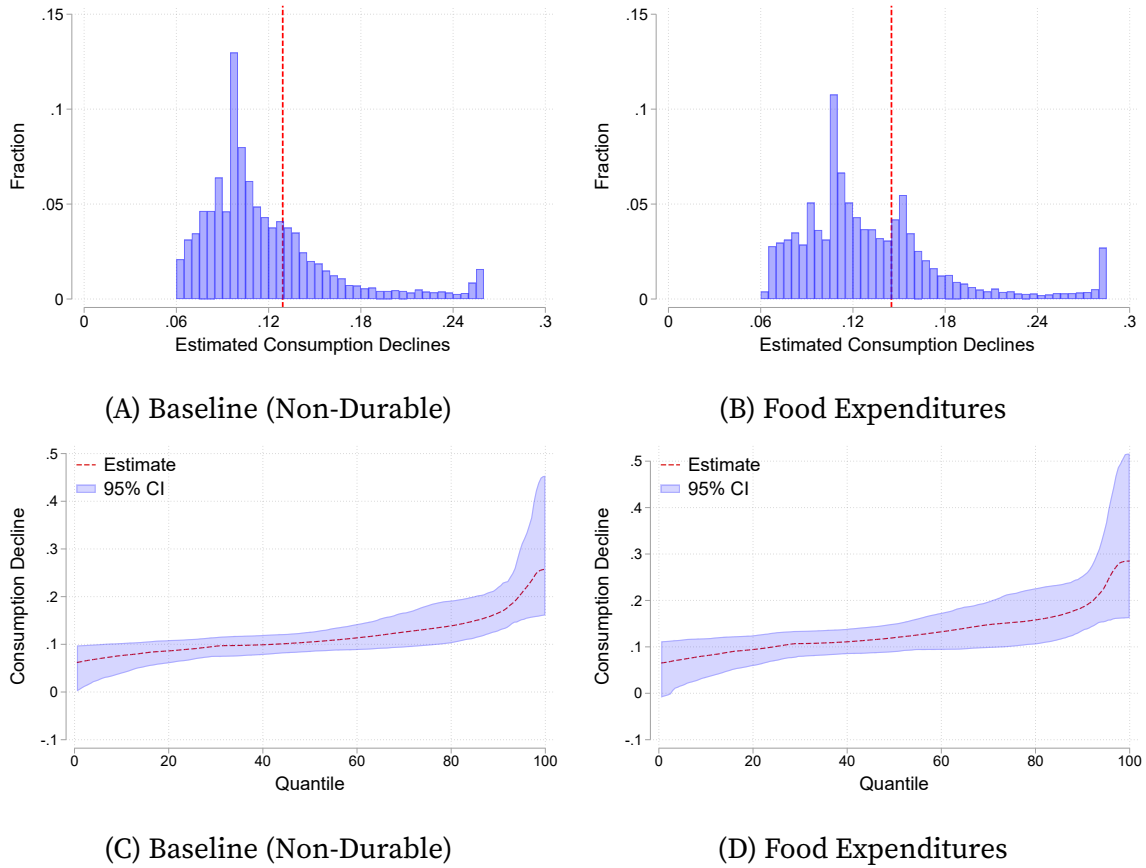 .15
.1
.05
0
Fraction
0 .06 .12 .18 .24 .3
Estimated Consumption Declines
(A) Baseline (Non-Durable)
.15
.1
.05
0
Fraction
0 .06 .12 .18 .24 .3
Estimated Consumption Declines
(B) Food Expenditures
.5
.4
.3
.2
.1
0
-.1
Consumption Decline
Estimate
95% CI
0 20 40 60 80 100
Quantile
(C) Baseline (Non-Durable)
.5
.4
.3
.2
.1
0
-.1
Consumption Decline
Estimate
95% CI
0 20 40 60 80 100
Quantile
(D) Food Expenditures